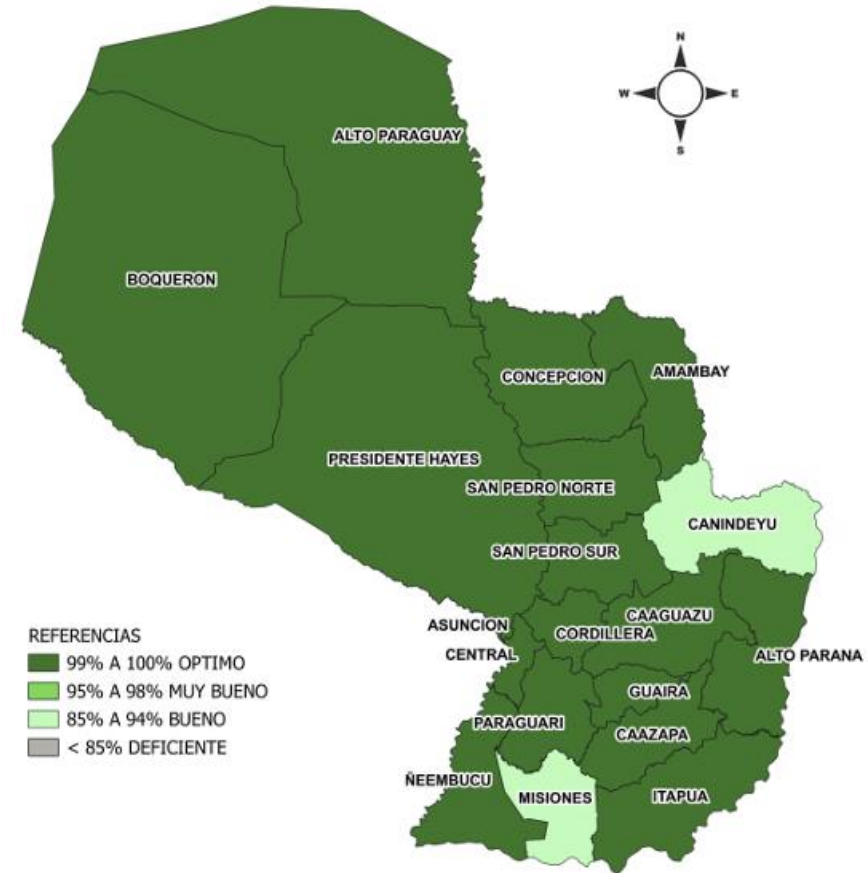 N
W E
S
ALTO PARAGUAY
BOQUERON
CONCEPCION
AMAMBAY
PRESIDENTE HAYES
SAN PEDRO NORTE
CANINDEYU
SAN PEDRO SUR
ASUNCION
CAAGUAZU
CORDILLERA
CENTRAL
ALTO PARANA
GUAIRA
PARAGUARI
CAAZAPA
ÑEEMBUCU
MISIONES
ITAPUA
REFERENCIAS
99% A 100% OPTIMO
95% A 98% MUY BUENO
85% A 94% BUENO
< 85% DEFICIENTE